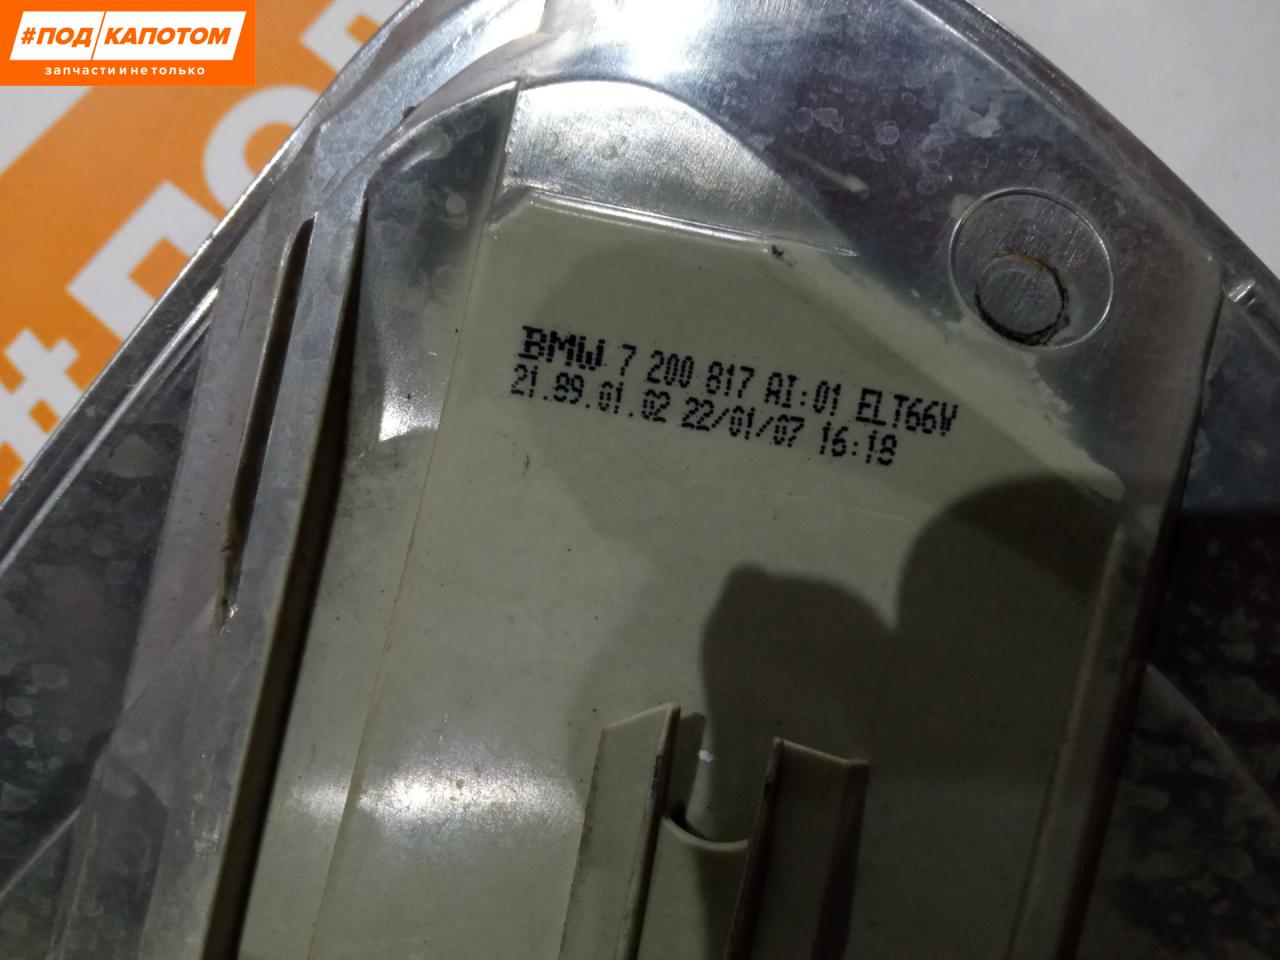 #ПОД КАПОТОМ
запчасти и не только
BMW 7 200 817 AI:01 ELT66W
21.89.01.02 22/01/07 16:18